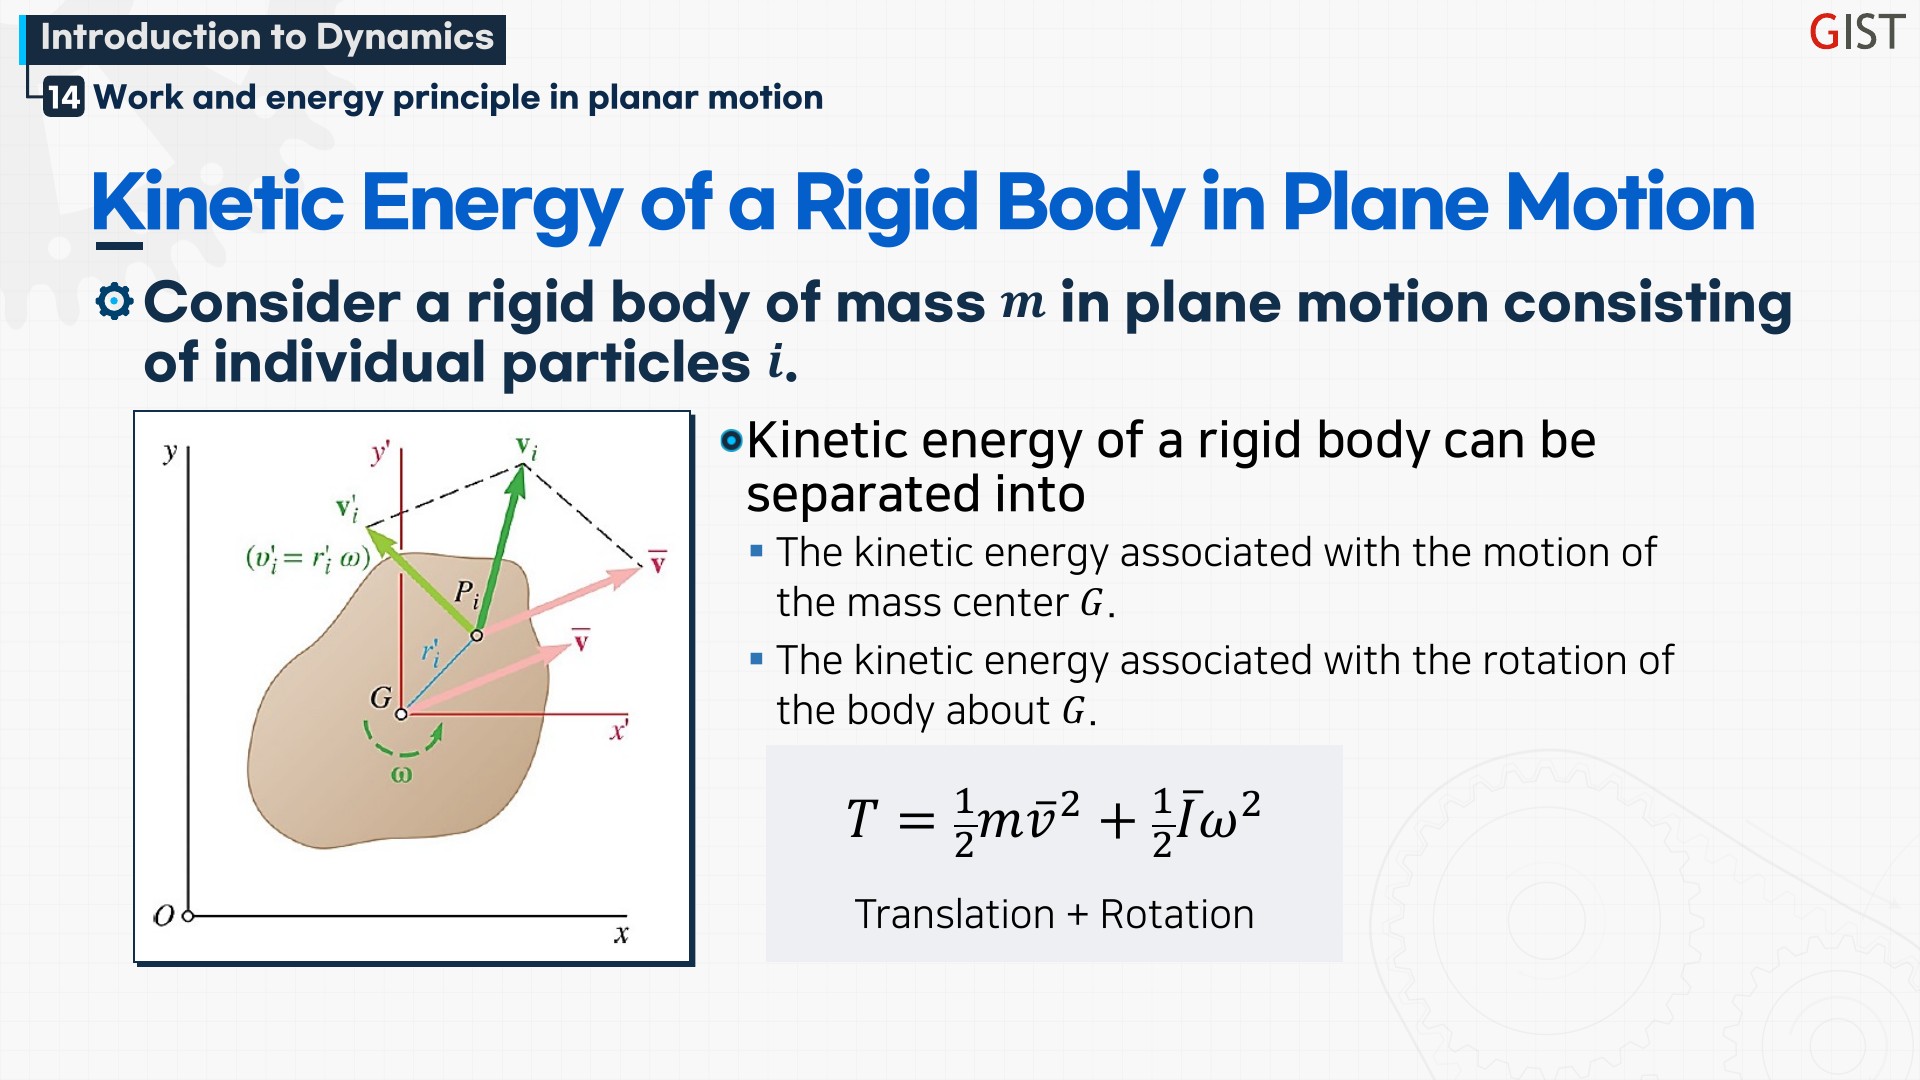 Introduction to Dynamics
GIST
14 Work and energy principle in planar motion
Kinetic Energy of a Rigid Body in Plane Motion
Consider a rigid body of mass m in plane motion consisting
of individual particles i.
y
y'
v_i
v'_i
(v'_i = r'_i ω)
v̄
P_i
v̄
r'_i
G
x'
ω
O
x
Kinetic energy of a rigid body can be
separated into
The kinetic energy associated with the motion of
the mass center G.
The kinetic energy associated with the rotation of
the body about G.
T = 1/2 m v̄² + 1/2 Ī ω²
Translation + Rotation